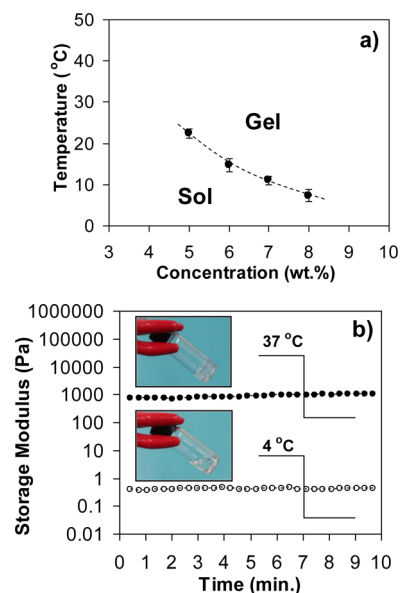 a)
50
40
30
20
10
0
Temperature (°C)
Gel
Sol
3 4 5 6 7 8 9 10
Concentration (wt.%)
b)
1000000
100000
10000
1000
100
10
1
0.1
0.01
Storage Modulus (Pa)
37 °C
4 °C
0 1 2 3 4 5 6 7 8 9 10
Time (min.)